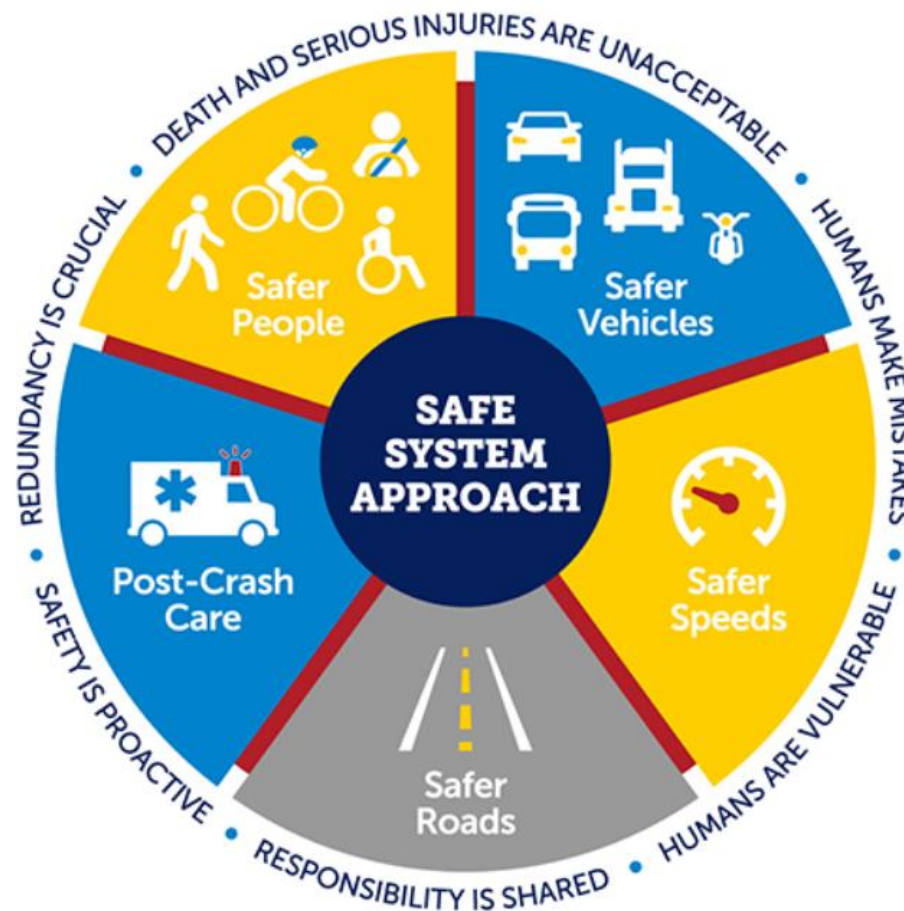 DEATH AND SERIOUS INJURIES ARE UNACCEPTABLE
HUMANS MAKE MISTAKES
HUMANS ARE VULNERABLE
RESPONSIBILITY IS SHARED
SAFETY IS PROACTIVE
REDUNDANCY IS CRUCIAL
Safer
People
Safer
Vehicles
SAFE
SYSTEM
APPROACH
Post-Crash
Care
Safer
Speeds
Safer
Roads